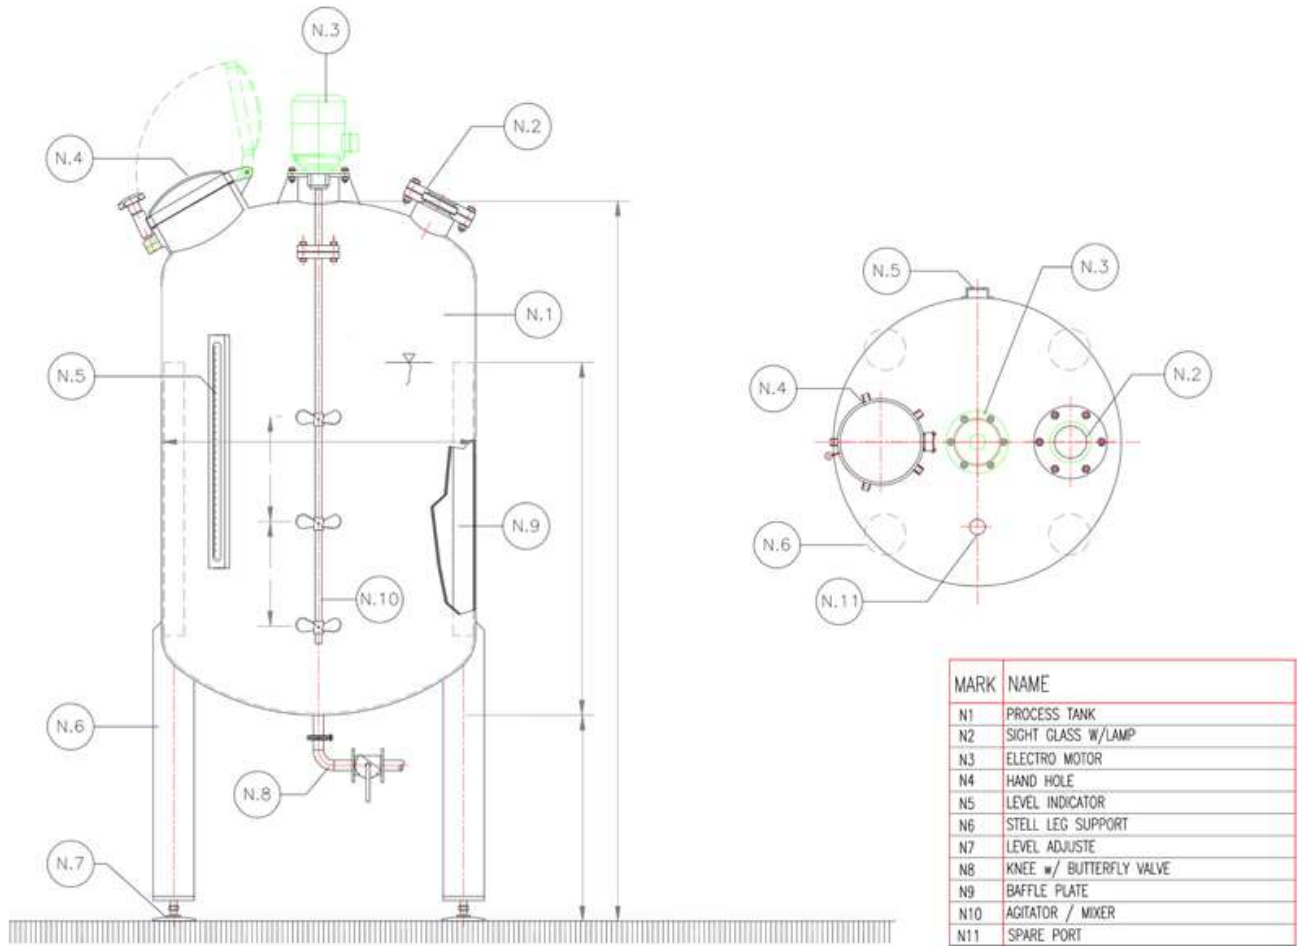 N.3
N.2
N.4
N.1
N.5
N.9
N.10
N.6
N.8
N.7
N.5
N.3
N.4
N.2
N.6
N.11
MARK NAME
N1 PROCESS TANK
N2 SIGHT GLASS W/LAMP
N3 ELECTRO MOTOR
N4 HAND HOLE
N5 LEVEL INDICATOR
N6 STELL LEG SUPPORT
N7 LEVEL ADJUSTE
N8 KNEE w/ BUTTERFLY VALVE
N9 BAFFLE PLATE
N10 AGITATOR / MIXER
N11 SPARE PORT